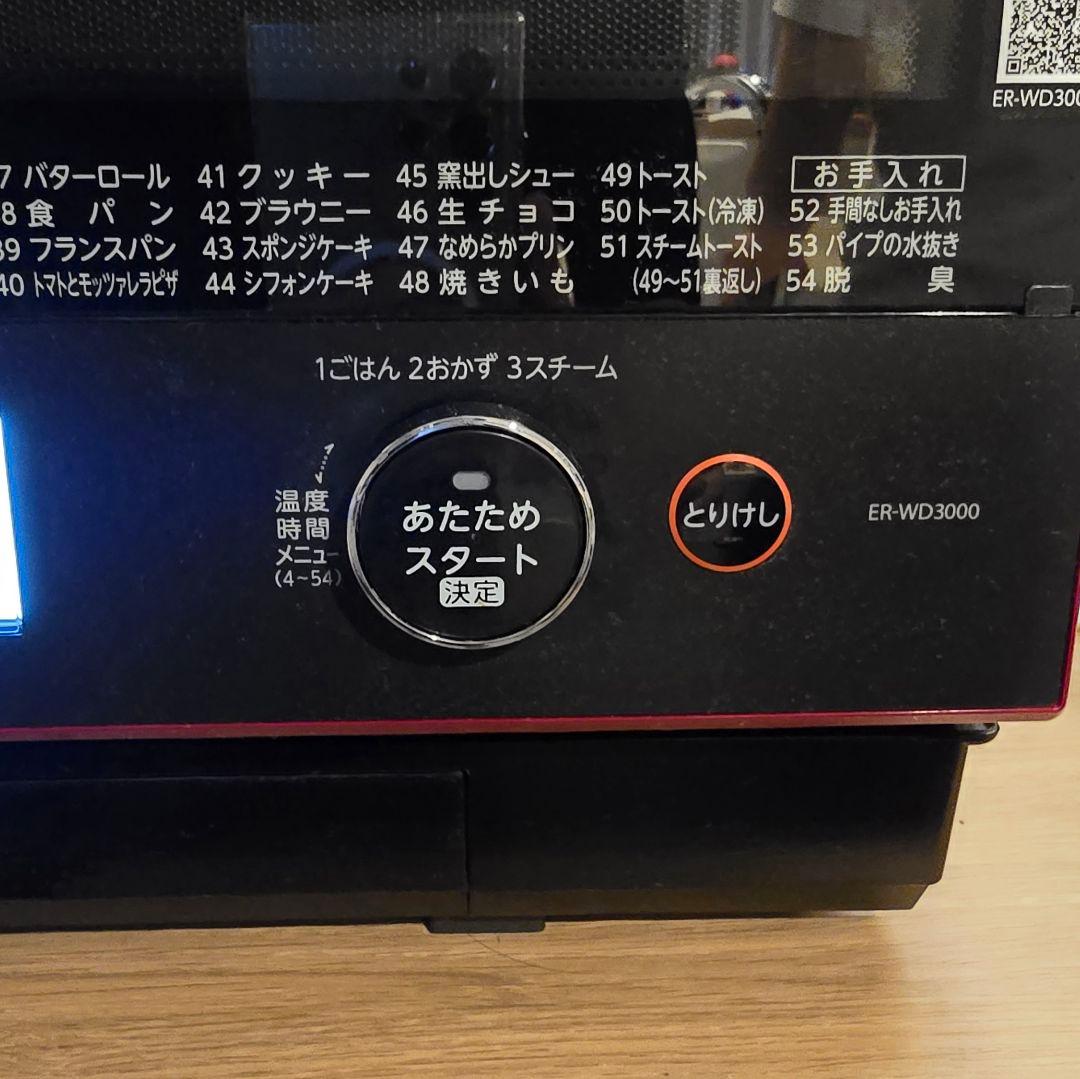 ER-WD300
7 バターロール 41 クッキー 45 窯出しシュー 49 トースト お手入れ
8 食パン 42 ブラウニー 46 生チョコ 50 トースト(冷凍) 52 手間なしお手入れ
39 フランスパン 43 スポンジケーキ 47 なめらかプリン 51 スチームトースト 53 パイプの水抜き
40 トマトとモッツァレラピザ 44 シフォンケーキ 48 焼きいも (49~51裏返し) 54 脱臭
1ごはん 2おかず 3スチーム
温度
時間
メニュー
(4~54)
あたため
スタート
決定
とりけし
ER-WD3000